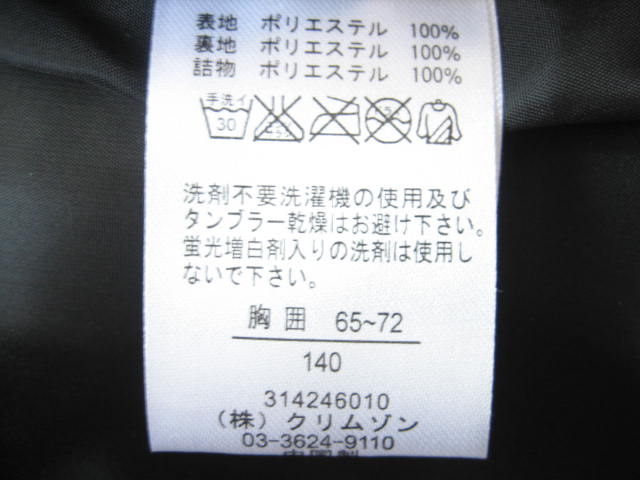 表地 ポリエステル 100%
裏地 ポリエステル 100%
詰物 ポリエステル 100%
手洗イ
30
洗剤不要洗濯機の使用及び
タンブラー乾燥はお避け下さい。
蛍光増白剤入りの洗剤は使用し
ないで下さい。
胸囲 65~72
140
314246010
(株)クリムゾン
03-3624-9110
中国製